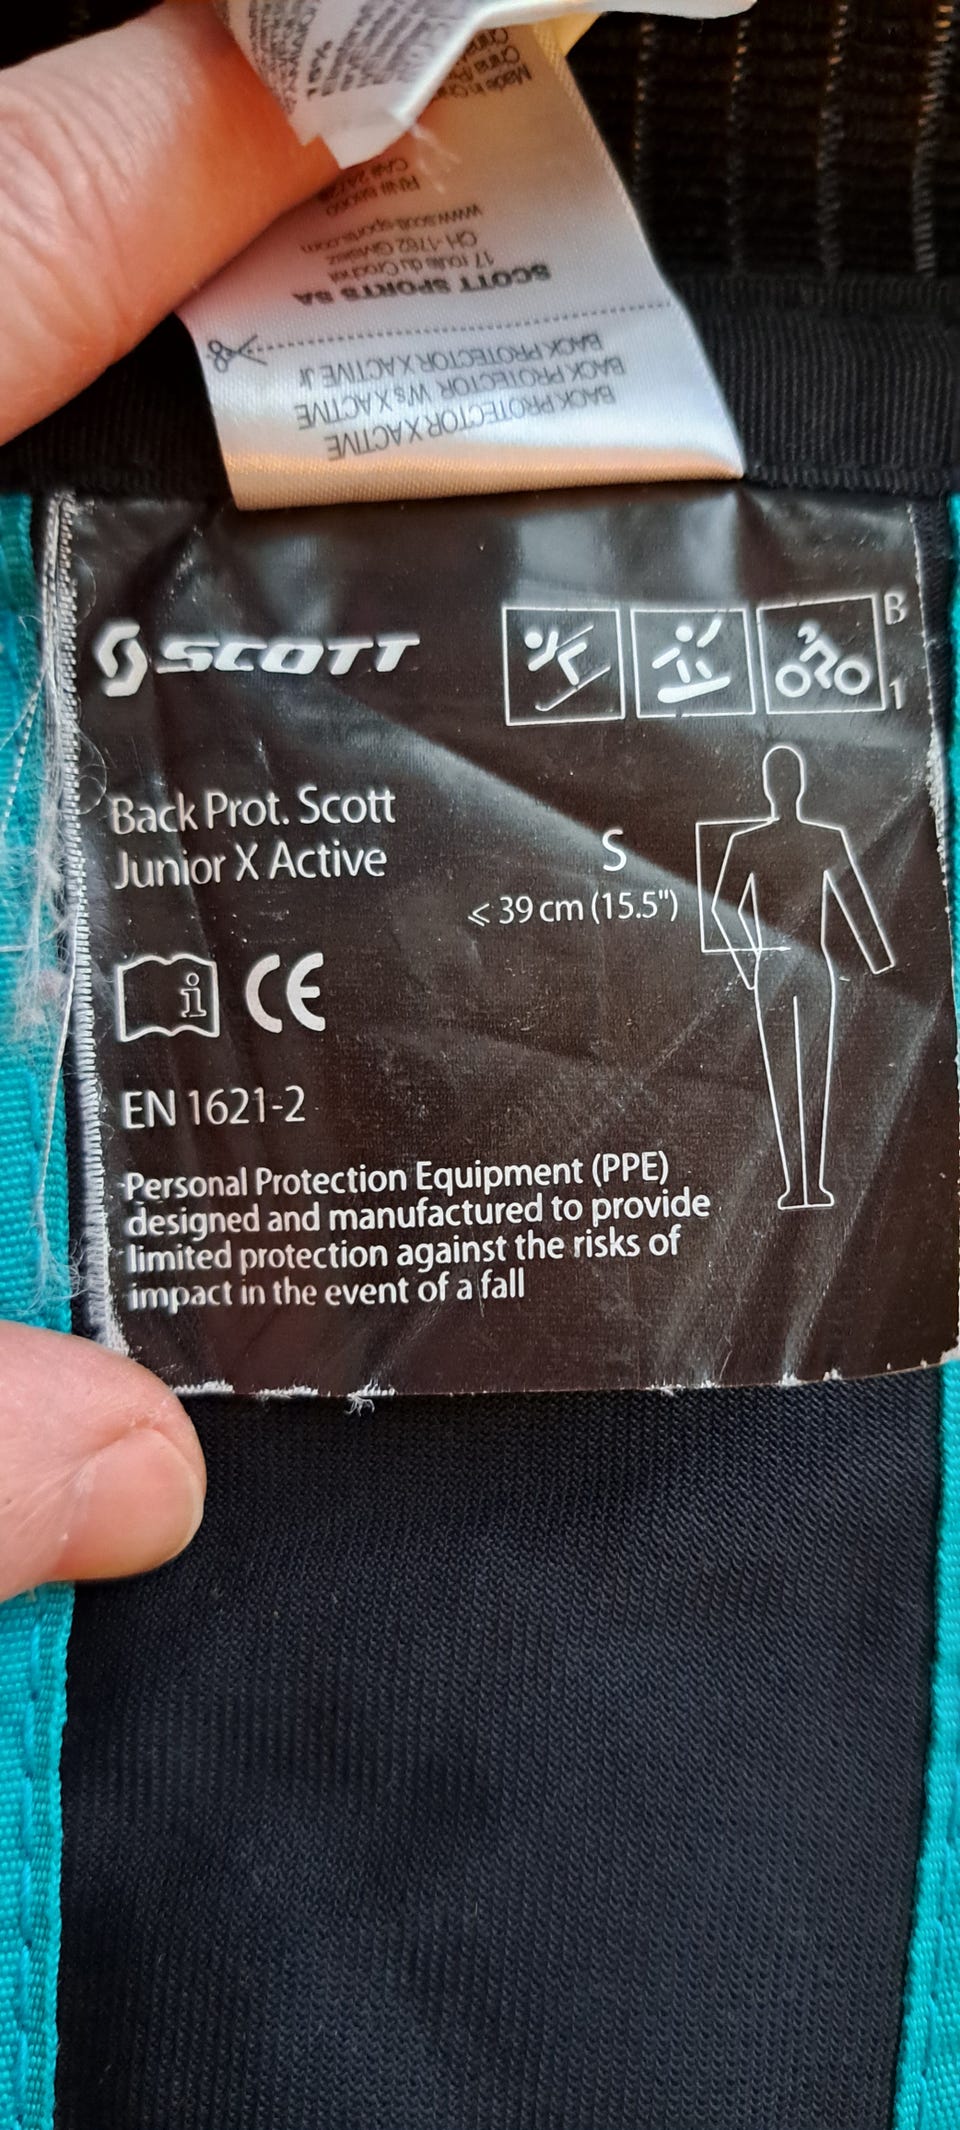 Made in
China
SCOTT SPORTS SA
17 route du Crochet
CH-1762 Givisiez
www.scott-sports.com
BACK PROTECTOR X ACTIVE
BACK PROTECTOR W's X ACTIVE
BACK PROTECTOR X ACTIVE Jr
SCOTT
B
1
Back Prot. Scott
Junior X Active
S
⩽ 39 cm (15.5")
i
CE
EN 1621-2
Personal Protection Equipment (PPE)
designed and manufactured to provide
limited protection against the risks of
impact in the event of a fall